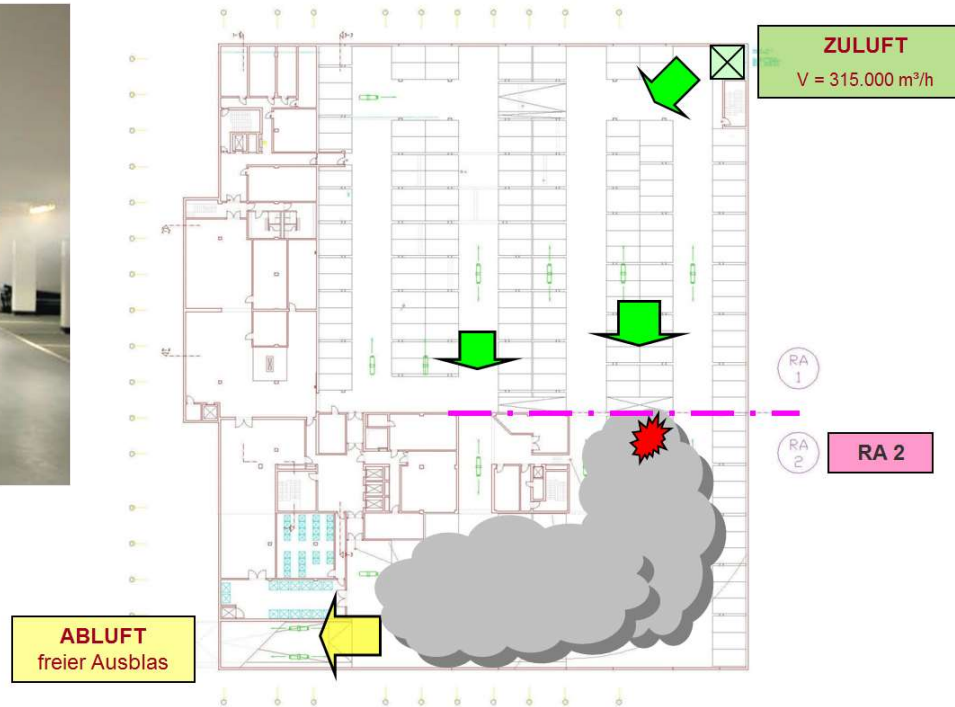 ZULUFT
V = 315.000 m³/h
RA
1
RA
2
RA 2
ABLUFT
freier Ausblas